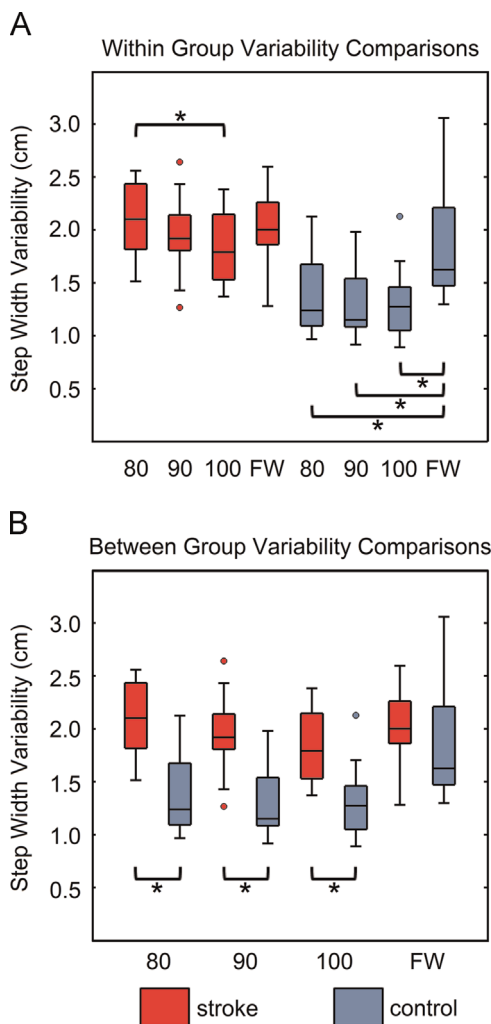 A
Within Group Variability Comparisons
Step Width Variability (cm)
3.0
2.5
2.0
1.5
1.0
0.5
*
*
*
*
80 90 100 FW 80 90 100 FW
B
Between Group Variability Comparisons
Step Width Variability (cm)
3.0
2.5
2.0
1.5
1.0
0.5
* * *
80 90 100 FW
stroke control